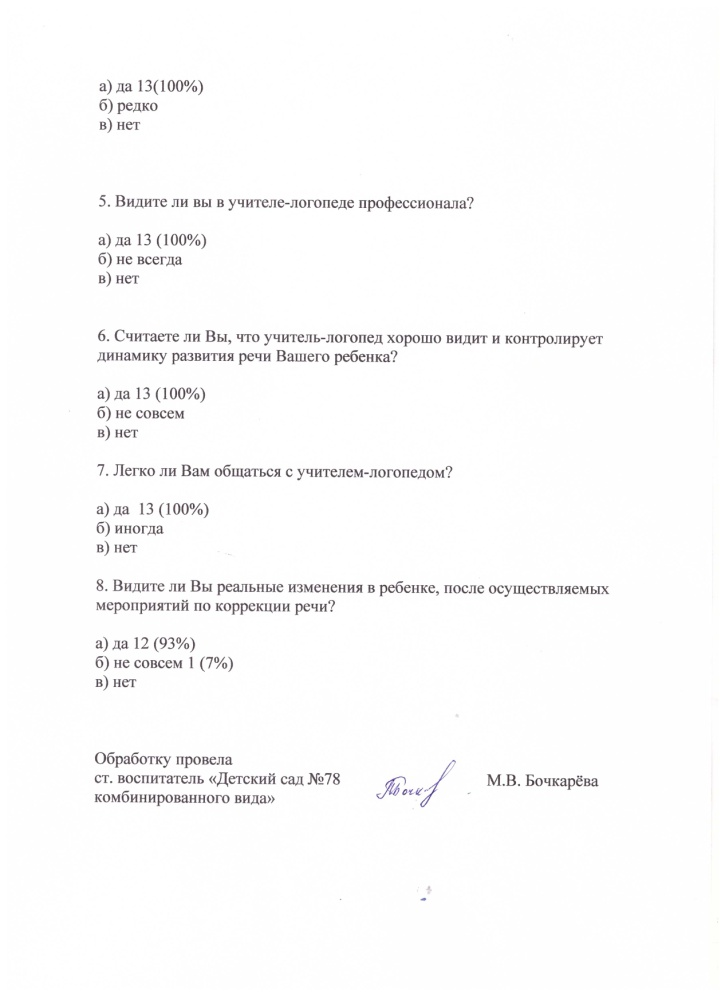 а) да 13(100%)
б) редко
в) нет
5. Видите ли вы в учителе-логопеде профессионала?
а) да 13 (100%)
б) не всегда
в) нет
6. Считаете ли Вы, что учитель-логопед хорошо видит и контролирует
динамику развития речи Вашего ребенка?
а) да 13 (100%)
б) не совсем
в) нет
7. Легко ли Вам общаться с учителем-логопедом?
а) да  13 (100%)
б) иногда
в) нет
8. Видите ли Вы реальные изменения в ребенке, после осуществляемых
мероприятий по коррекции речи?
а) да 12 (93%)
б) не совсем 1 (7%)
в) нет
Обработку провела
ст. воспитатель «Детский сад №78 М.В. Бочкарёва
комбинированного вида»